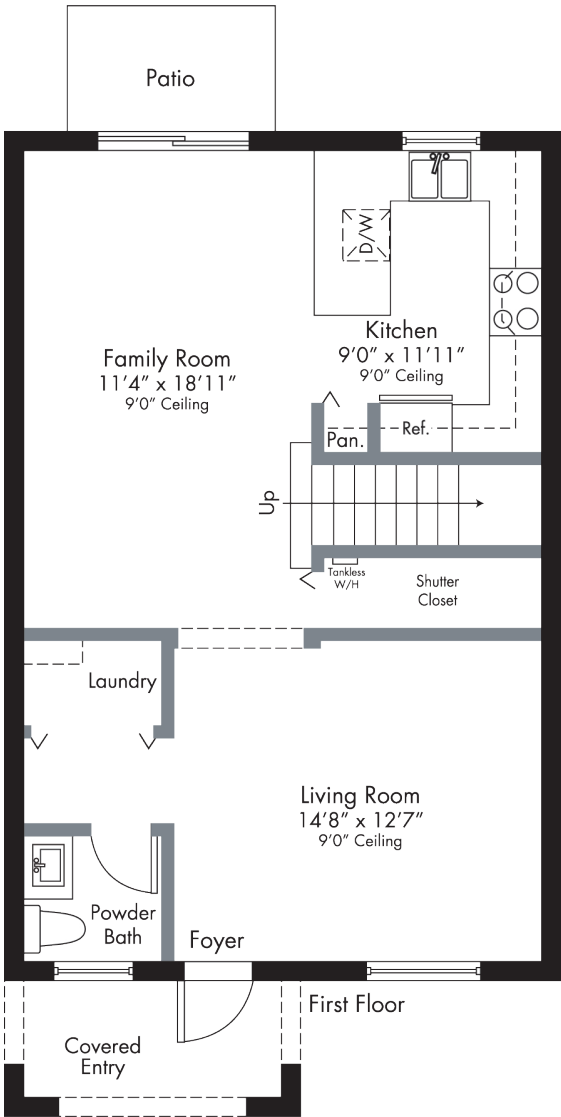 Patio
D/W
Kitchen
9'0" x 11'11"
9'0" Ceiling
Family Room
11'4" x 18'11"
9'0" Ceiling
Pan.
Ref.
Up
Tankless
W/H
Shutter
Closet
Laundry
Living Room
14'8" x 12'7"
9'0" Ceiling
Powder
Bath
Foyer
First Floor
Covered
Entry